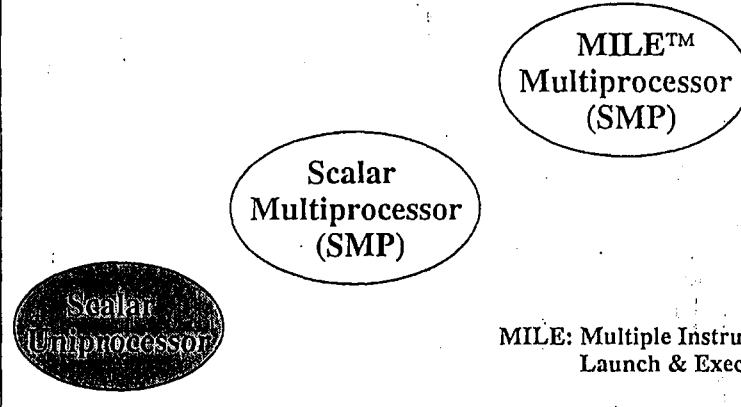 MILE™
Multiprocessor
(SMP)
Scalar
Multiprocessor
(SMP)
Scalar
Uniprocessor
MILE: Multiple Instru
Launch & Exec